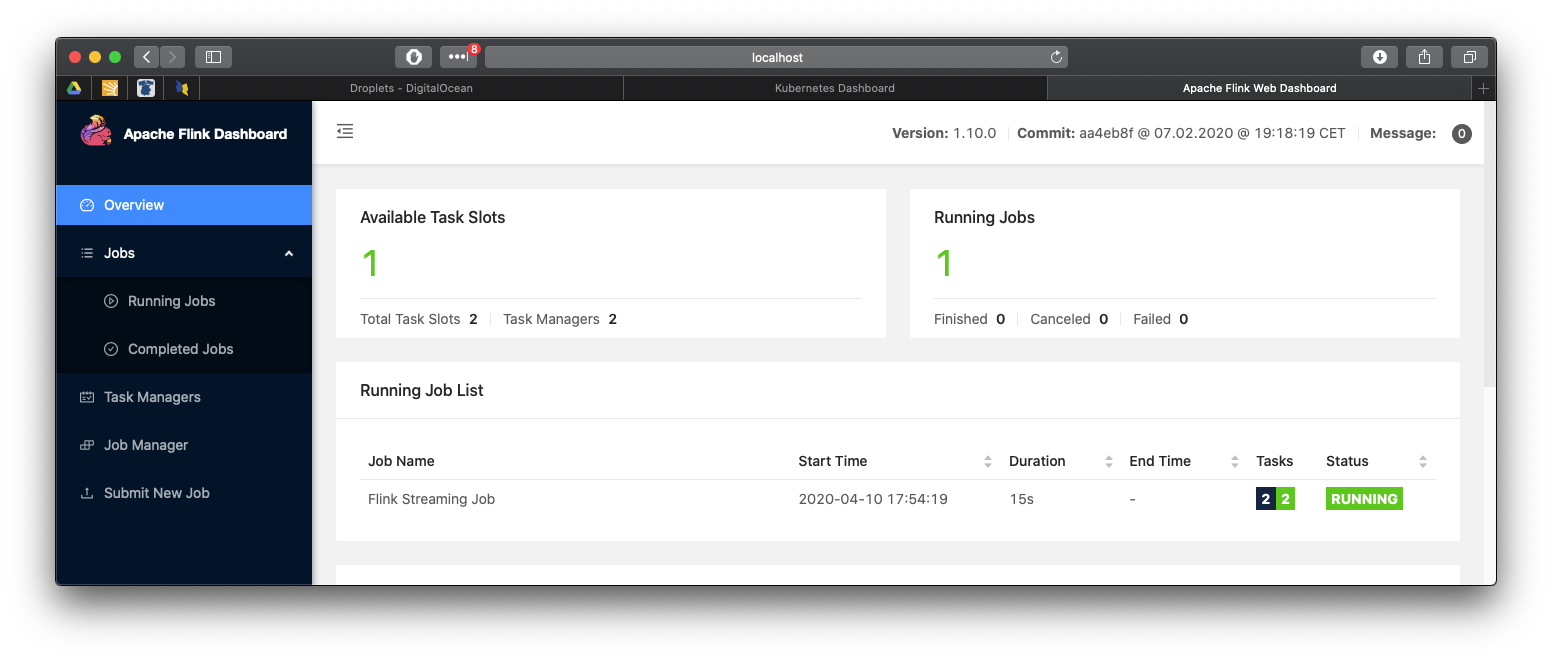 8
localhost
Droplets - DigitalOcean
Kubernetes Dashboard
Apache Flink Web Dashboard
Apache Flink Dashboard
Version: 1.10.0 Commit: aa4eb8f @ 07.02.2020 @ 19:18:19 CET Message: 0
Overview
Jobs
Running Jobs
Completed Jobs
Task Managers
Job Manager
Submit New Job
Available Task Slots
1
Total Task Slots 2 Task Managers 2
Running Jobs
1
Finished 0 Canceled 0 Failed 0
Running Job List
Job Name Start Time Duration End Time Tasks Status
Flink Streaming Job 2020-04-10 17:54:19 15s - 2 2 RUNNING